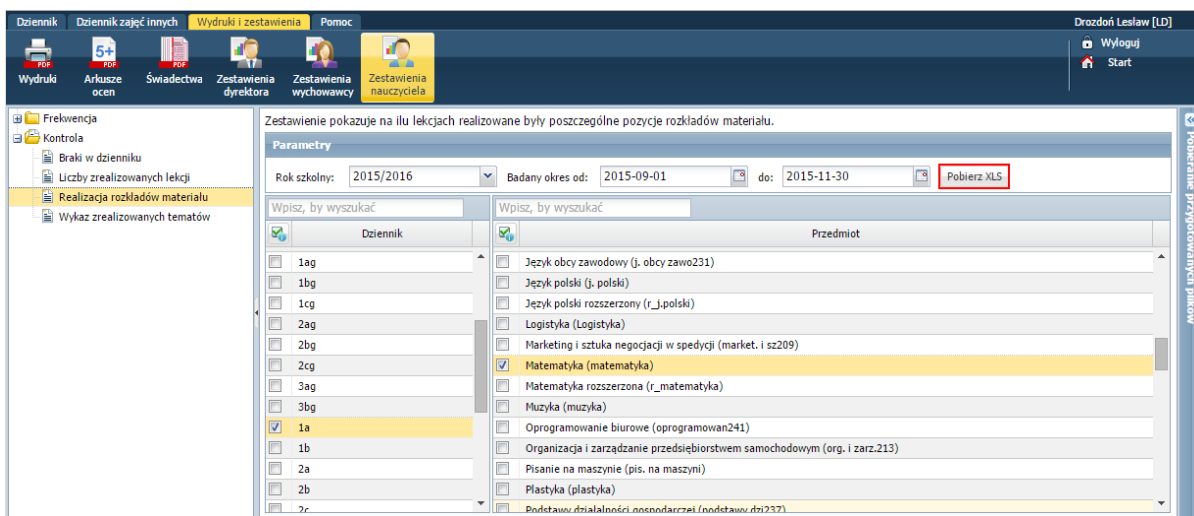 Dziennik Dziennik zajęć innych Wydruki i zestawienia Pomoc Drozdoń Lesław [LD]
PDF 5+ PDF PDF
Wydruki Arkusze ocen Świadectwa Zestawienia dyrektora Zestawienia wychowawcy Zestawienia nauczyciela
Wyloguj
Start
Frekwencja
Kontrola
Braki w dzienniku
Liczby zrealizowanych lekcji
Realizacja rozkładów materiału
Wykaz zrealizowanych tematów
Zestawienie pokazuje na ilu lekcjach realizowane były poszczególne pozycje rozkładów materiału.
Parametry
Rok szkolny: 2015/2016 Badany okres od: 2015-09-01 do: 2015-11-30 Pobierz XLS
Wpisz, by wyszukać Wpisz, by wyszukać
Dziennik Przedmiot
1ag Język obcy zawodowy (j. obcy zawo231)
1bg Język polski (j. polski)
1cg Język polski rozszerzony (r_j.polski)
2ag Logistyka (Logistyka)
2bg Marketing i sztuka negocjacji w spedycji (market. i sz209)
2cg Matematyka (matematyka)
3ag Matematyka rozszerzona (r_matematyka)
3bg Muzyka (muzyka)
1a Oprogramowanie biurowe (oprogramowan241)
1b Organizacja i zarządzanie przedsiębiorstwem samochodowym (org. i zarz.213)
2a Pisanie na maszynie (pis. na maszyni)
2b Plastyka (plastyka)
2c Podstawy działalności gospodarczej (podstawy dzi237)
Pobieranie przygotowanych plików